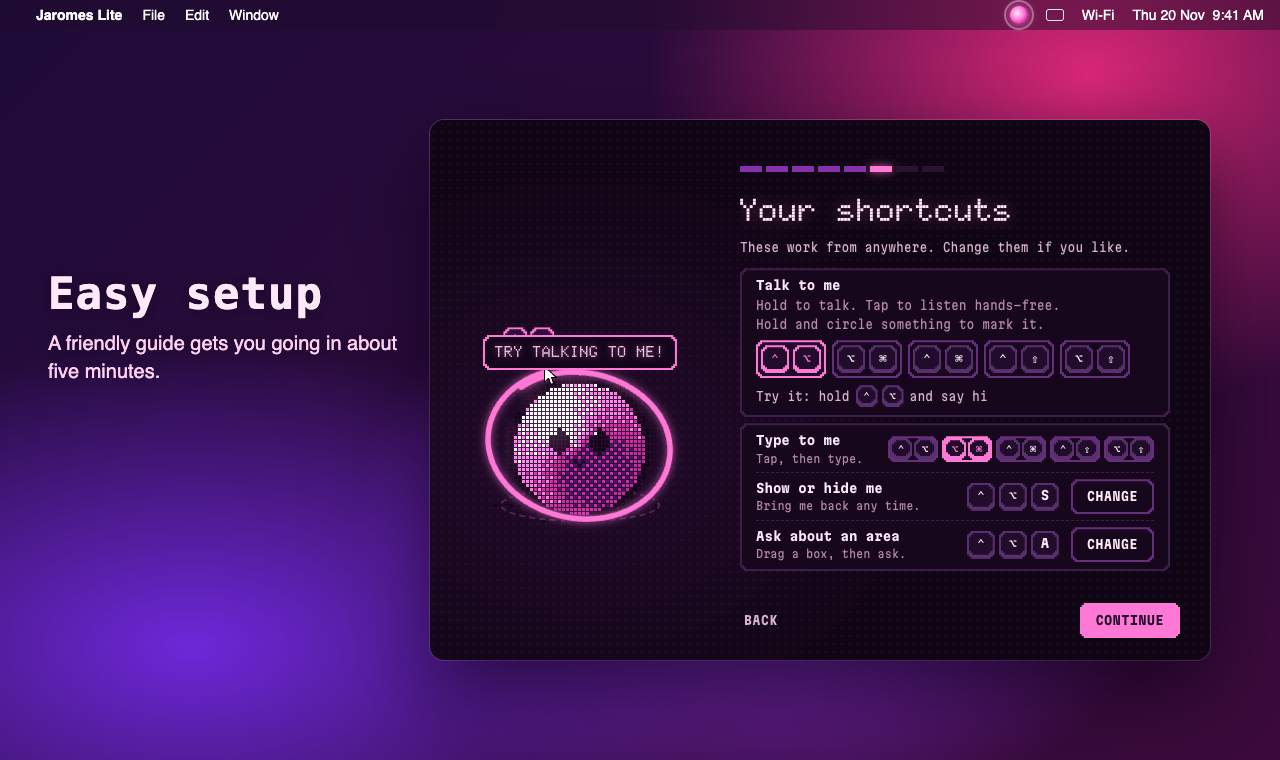 Jaromes Lite File Edit Window Wi-Fi Thu 20 Nov 9:41 AM
Easy setup
A friendly guide gets you going in about
five minutes.
TRY TALKING TO ME!
Your shortcuts
These work from anywhere. Change them if you like.
Talk to me
Hold to talk. Tap to listen hands-free.
Hold and circle something to mark it.
⌃ ⌥ ⌥ ⌘ ⌃ ⌘ ⌃ ⇧ ⌥ ⇧
Try it: hold ⌃ ⌥ and say hi
Type to me ⌃ ⌥ ⌥ ⌘ ⌃ ⌘ ⌃ ⇧ ⌥ ⇧
Tap, then type.
Show or hide me ⌃ ⌥ S CHANGE
Bring me back any time.
Ask about an area ⌃ ⌥ A CHANGE
Drag a box, then ask.
BACK CONTINUE